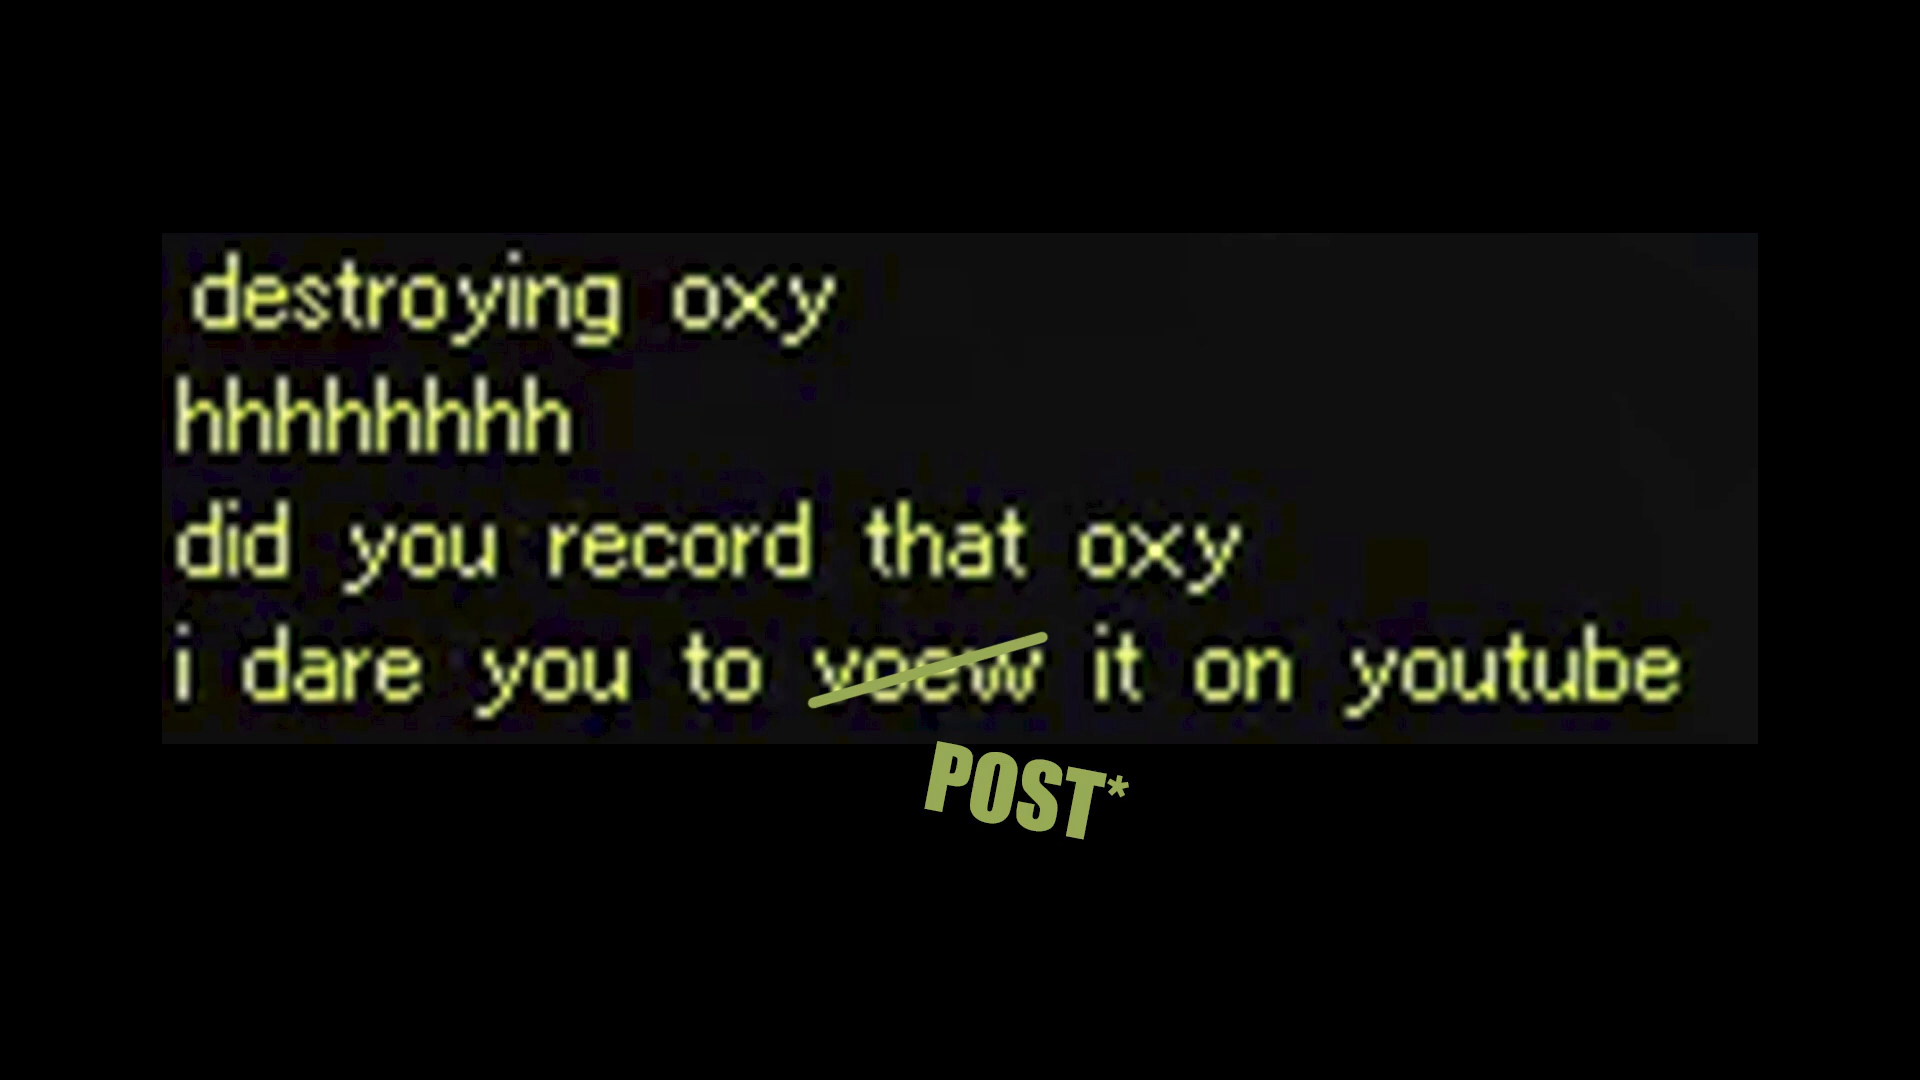 destroying oxy
hhhhhhhh
did you record that oxy
i dare you to voew it on youtube
POST*